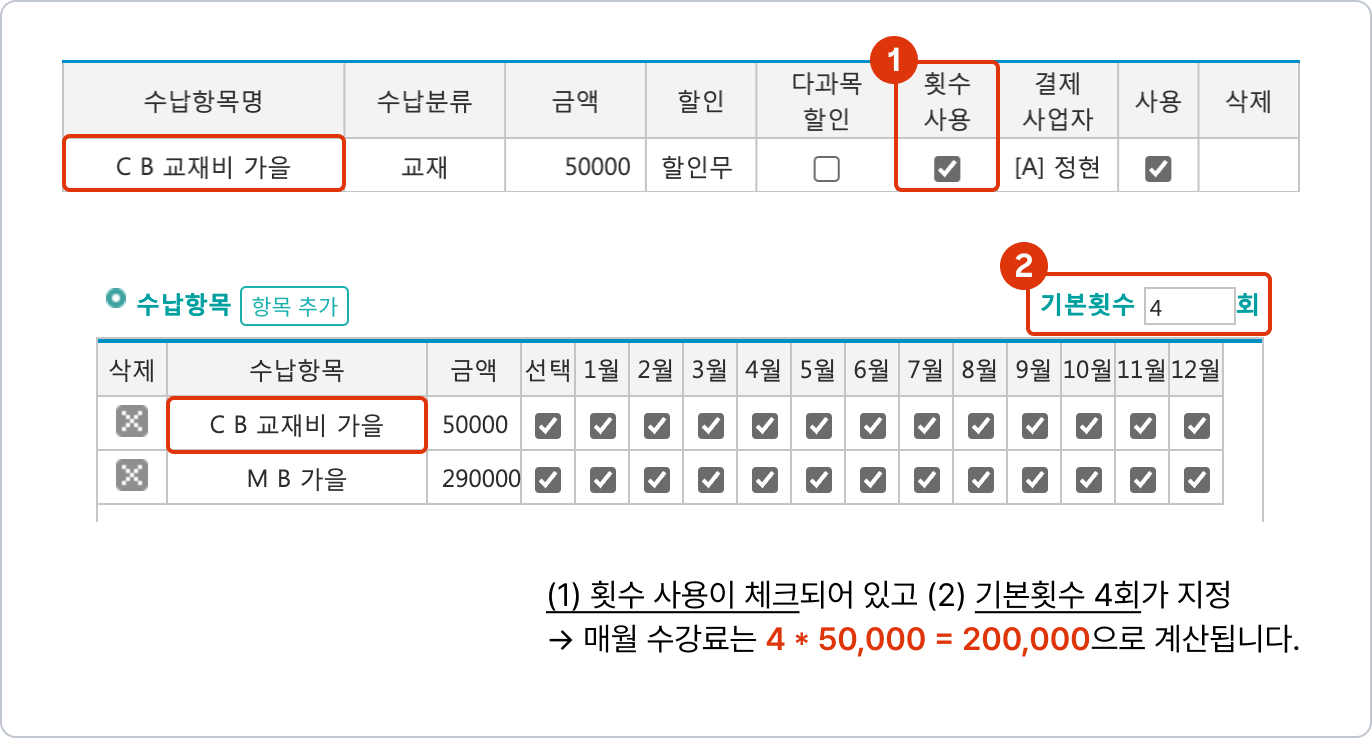 1
수납항목명 수납분류 금액 할인 다과목 할인 횟수 사용 결제 사업자 사용 삭제
C B 교재비 가을 교재 50000 할인무 [A] 정현
2
수납항목 항목 추가 기본횟수 4 회
삭제 수납항목 금액 선택 1월 2월 3월 4월 5월 6월 7월 8월 9월 10월 11월 12월
C B 교재비 가을 50000
M B 가을 290000
(1) 횟수 사용이 체크되어 있고 (2) 기본횟수 4회가 지정
→ 매월 수강료는 4 * 50,000 = 200,000으로 계산됩니다.